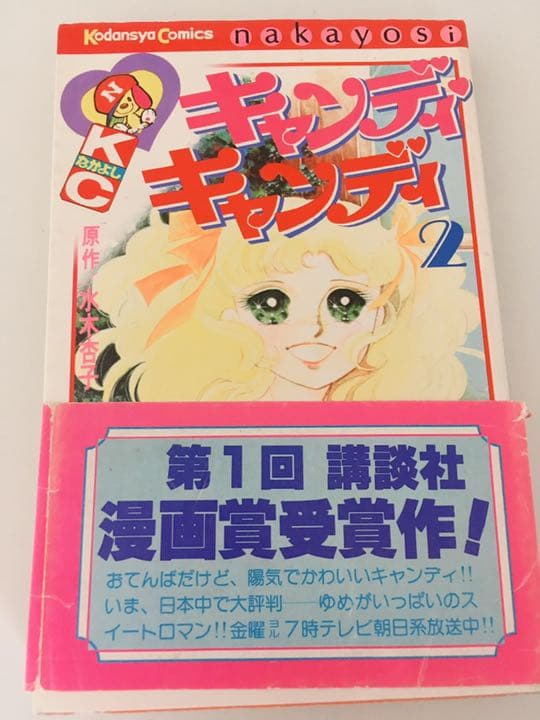 Kodansya Comics nakayosi
N
K
なかよし
C
キャンディ
キャンディ
2
原作 水木杏子
第1回 講談社
漫画賞受賞作!
おてんばだけど、陽気でかわいいキャンディ!!
いま、日本中で大評判──ゆめがいっぱいのス
イートロマン!!金曜ヨル7時テレビ朝日系放送中!!